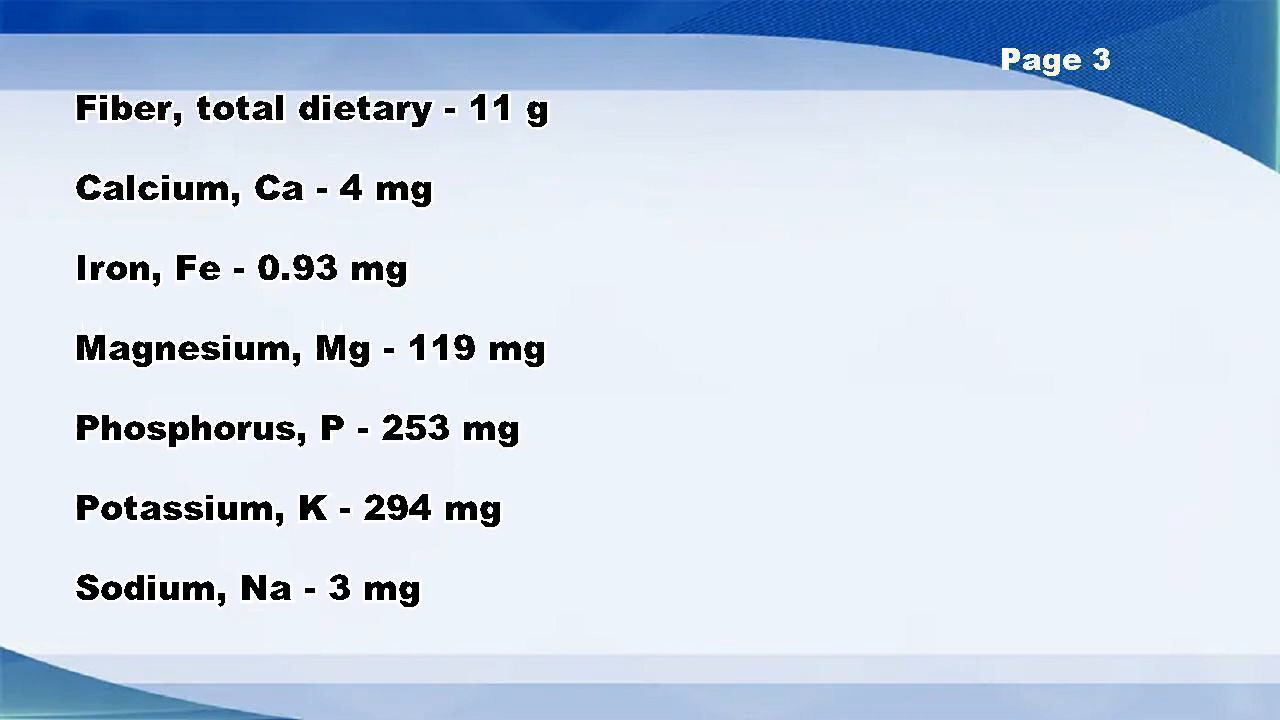 Page 3
Fiber, total dietary - 11 g
Calcium, Ca - 4 mg
Iron, Fe - 0.93 mg
Magnesium, Mg - 119 mg
Phosphorus, P - 253 mg
Potassium, K - 294 mg
Sodium, Na - 3 mg